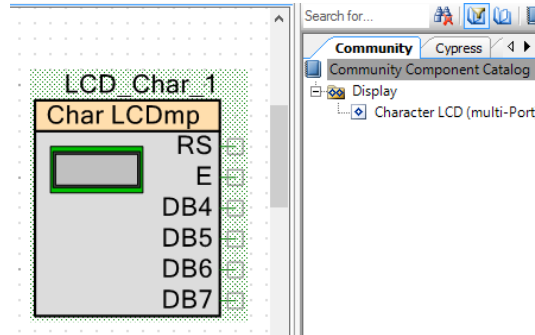 LCD_Char_1
Char LCDmp
RS
E
DB4
DB5
DB6
DB7
Search for...
Community Cypress
Community Component Catalog
Display
Character LCD (multi-Port